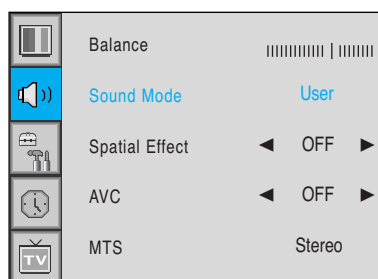 Balance
Sound Mode User
Spatial Effect ◄ OFF ►
AVC ◄ OFF ►
MTS Stereo
TV